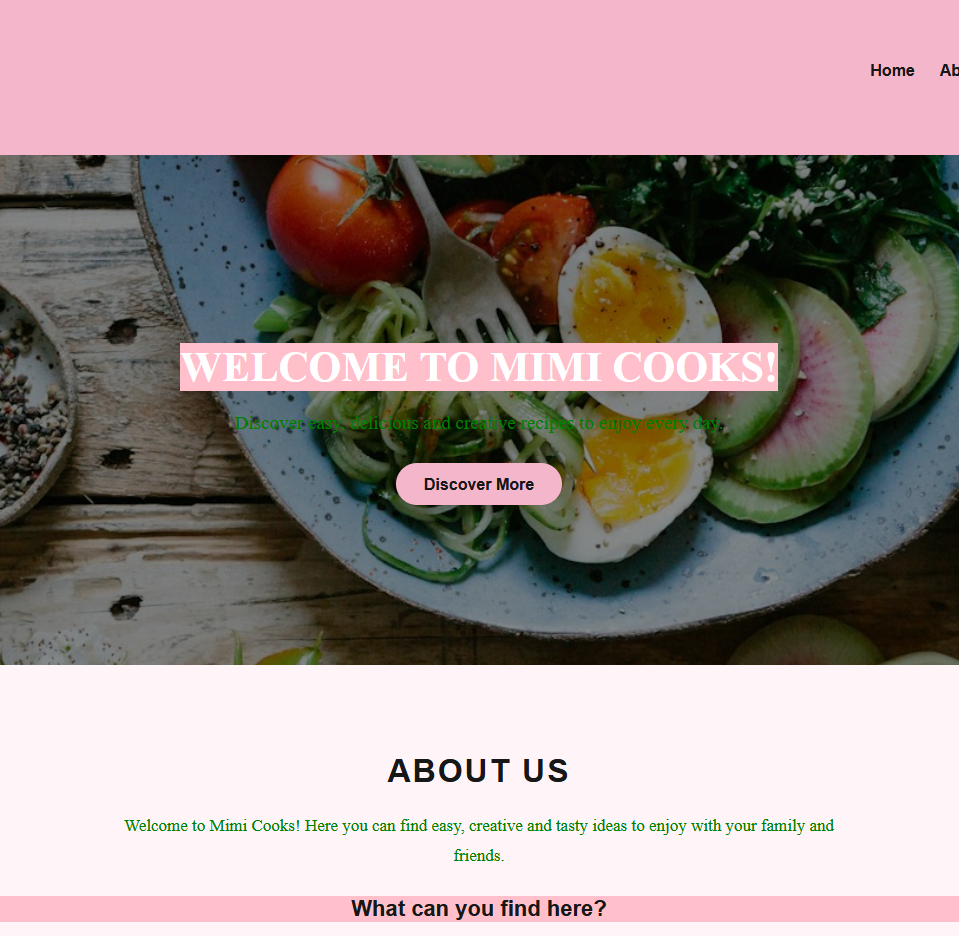 Home Ab
WELCOME TO MIMI COOKS!
Discover easy, delicious and creative recipes to enjoy every day.
Discover More
ABOUT US
Welcome to Mimi Cooks! Here you can find easy, creative and tasty ideas to enjoy with your family and
friends.
What can you find here?